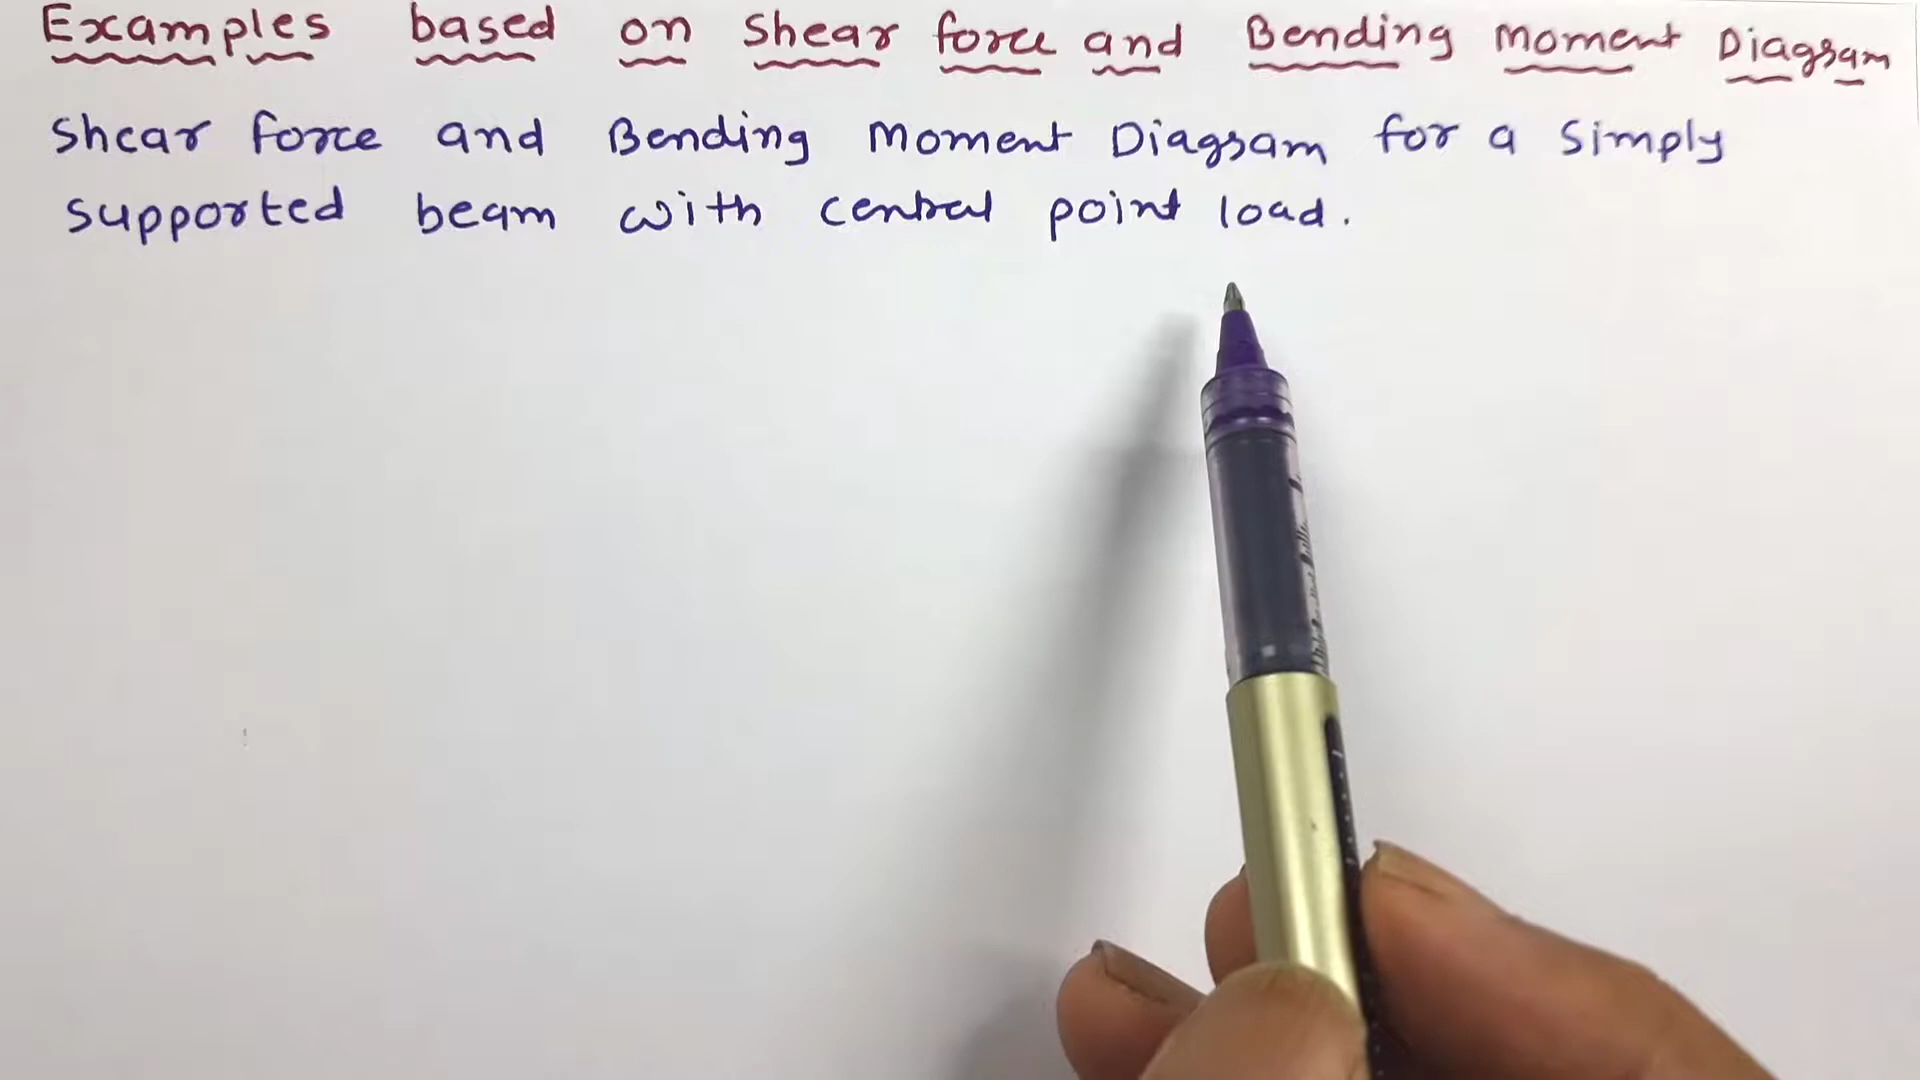 Examples based on Shear force and Bending Moment Diagram
Shear force and Bending Moment Diagram for a Simply
supported beam with central point load.